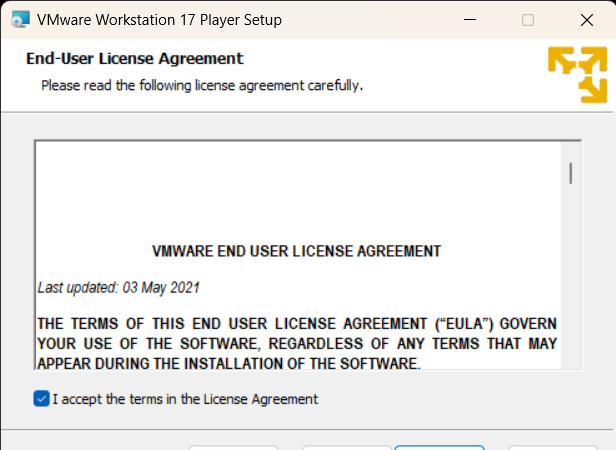 VMware Workstation 17 Player Setup
End-User License Agreement
Please read the following license agreement carefully.
VMWARE END USER LICENSE AGREEMENT
Last updated: 03 May 2021
THE TERMS OF THIS END USER LICENSE AGREEMENT (“EULA”) GOVERN
YOUR USE OF THE SOFTWARE, REGARDLESS OF ANY TERMS THAT MAY
APPEAR DURING THE INSTALLATION OF THE SOFTWARE.
I accept the terms in the License Agreement